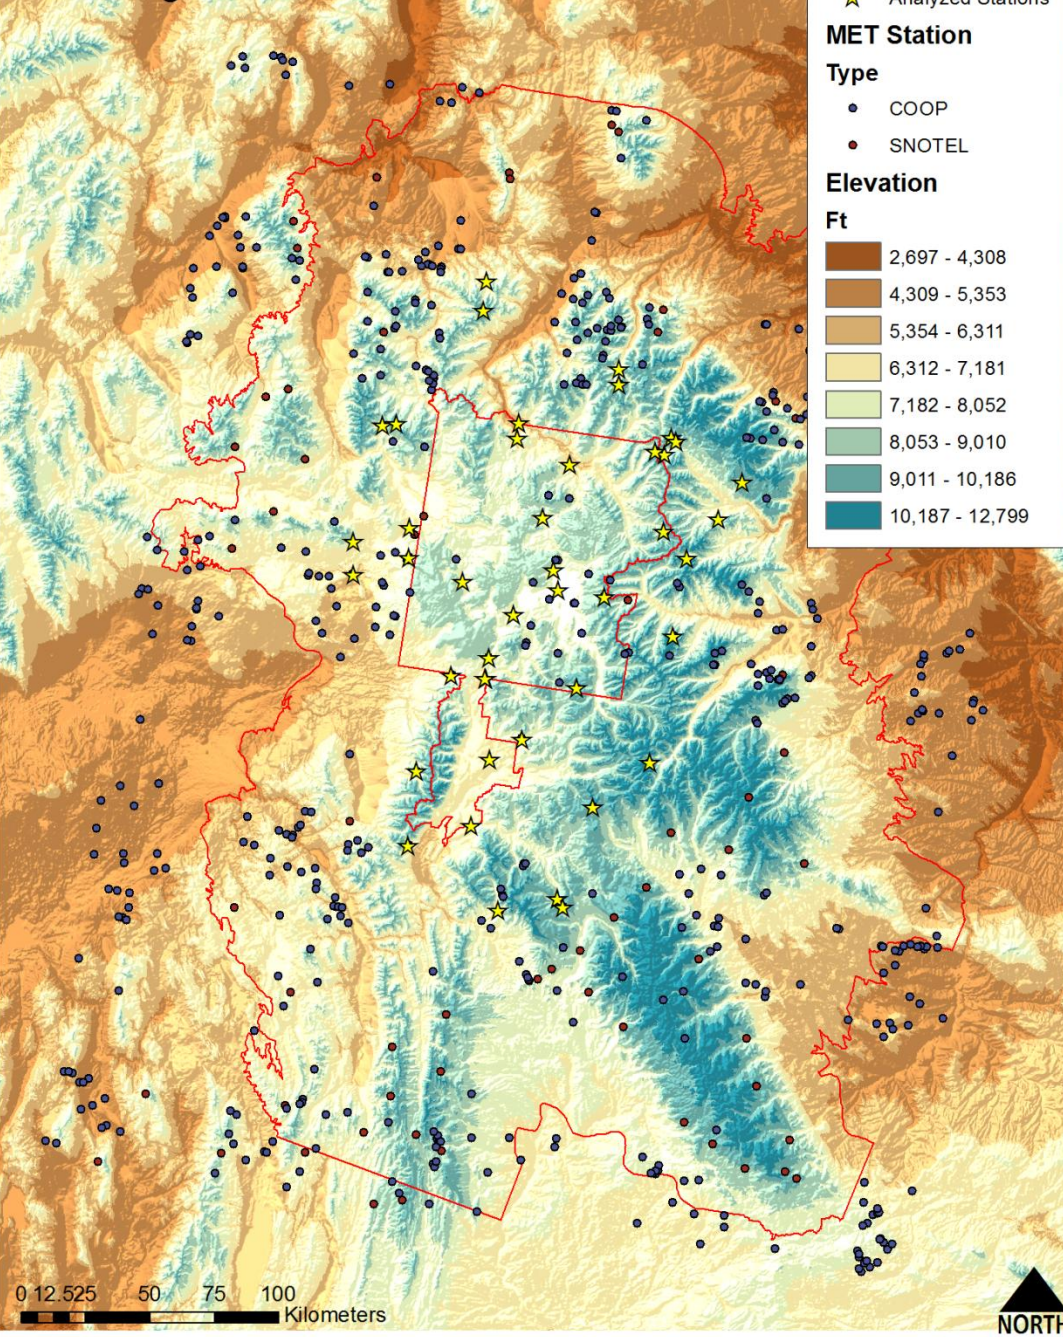 Analyzed Stations
MET Station
Type
COOP
SNOTEL
Elevation
Ft
2,697 - 4,308
4,309 - 5,353
5,354 - 6,311
6,312 - 7,181
7,182 - 8,052
8,053 - 9,010
9,011 - 10,186
10,187 - 12,799
0 12.525 50 75 100
Kilometers
NORT